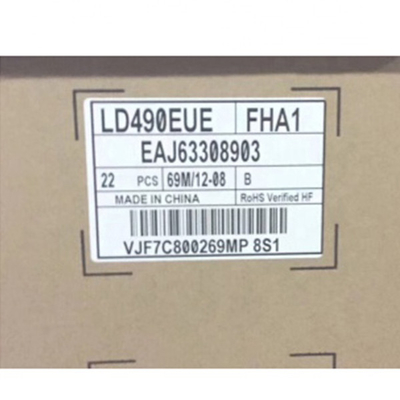 LD490EUE FHA1
EAJ63308903
22 PCS 69M/12-08 B
MADE IN CHINA RoHS Verified HF
VJF7C800269MP 8S1